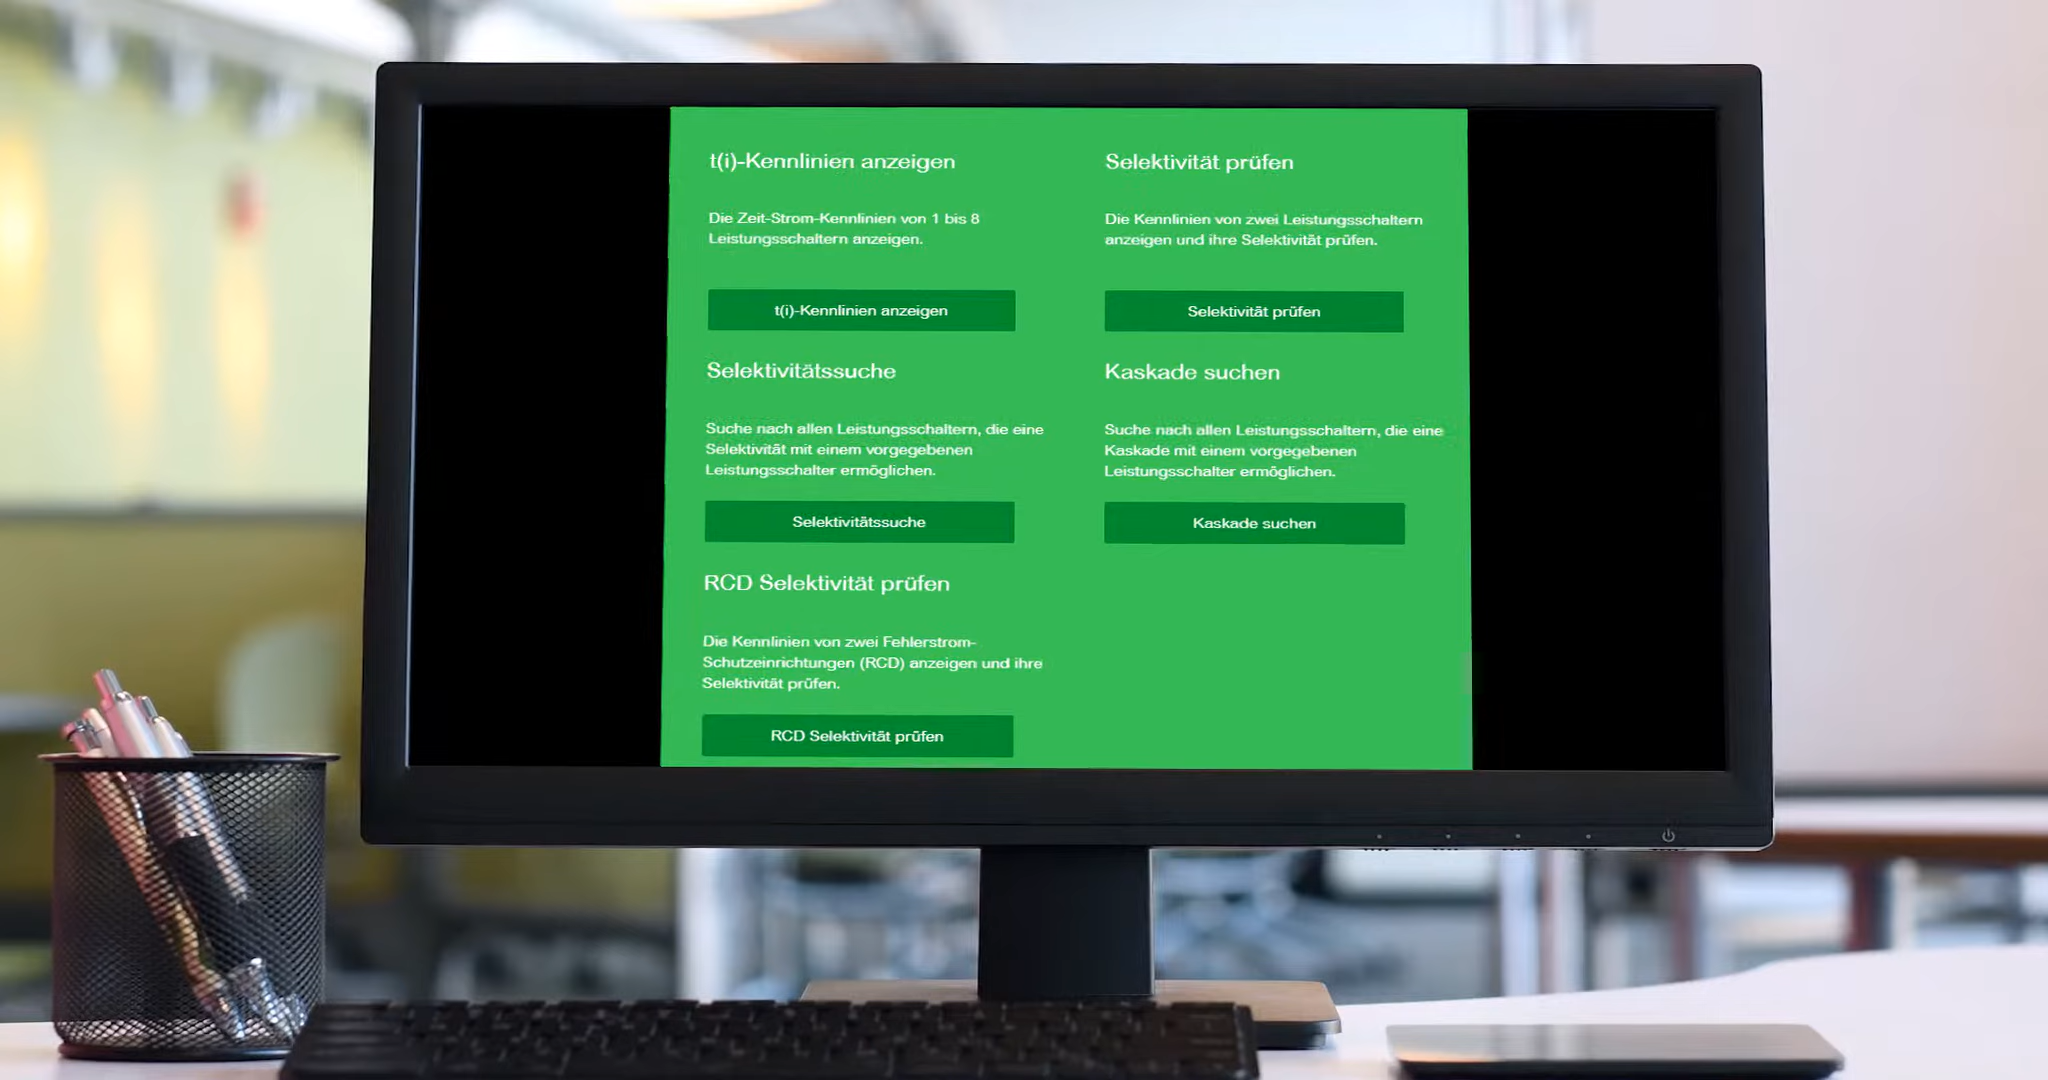 t(i)-Kennlinien anzeigen
Die Zeit-Strom-Kennlinien von 1 bis 8
Leistungsschaltern anzeigen.
t(i)-Kennlinien anzeigen
Selektivität prüfen
Die Kennlinien von zwei Leistungsschaltern
anzeigen und ihre Selektivität prüfen.
Selektivität prüfen
Selektivitätssuche
Suche nach allen Leistungsschaltern, die eine
Selektivität mit einem vorgegebenen
Leistungsschalter ermöglichen.
Selektivitätssuche
Kaskade suchen
Suche nach allen Leistungsschaltern, die eine
Kaskade mit einem vorgegebenen
Leistungsschalter ermöglichen.
Kaskade suchen
RCD Selektivität prüfen
Die Kennlinien von zwei Fehlerstrom-
Schutzeinrichtungen (RCD) anzeigen und ihre
Selektivität prüfen.
RCD Selektivität prüfen